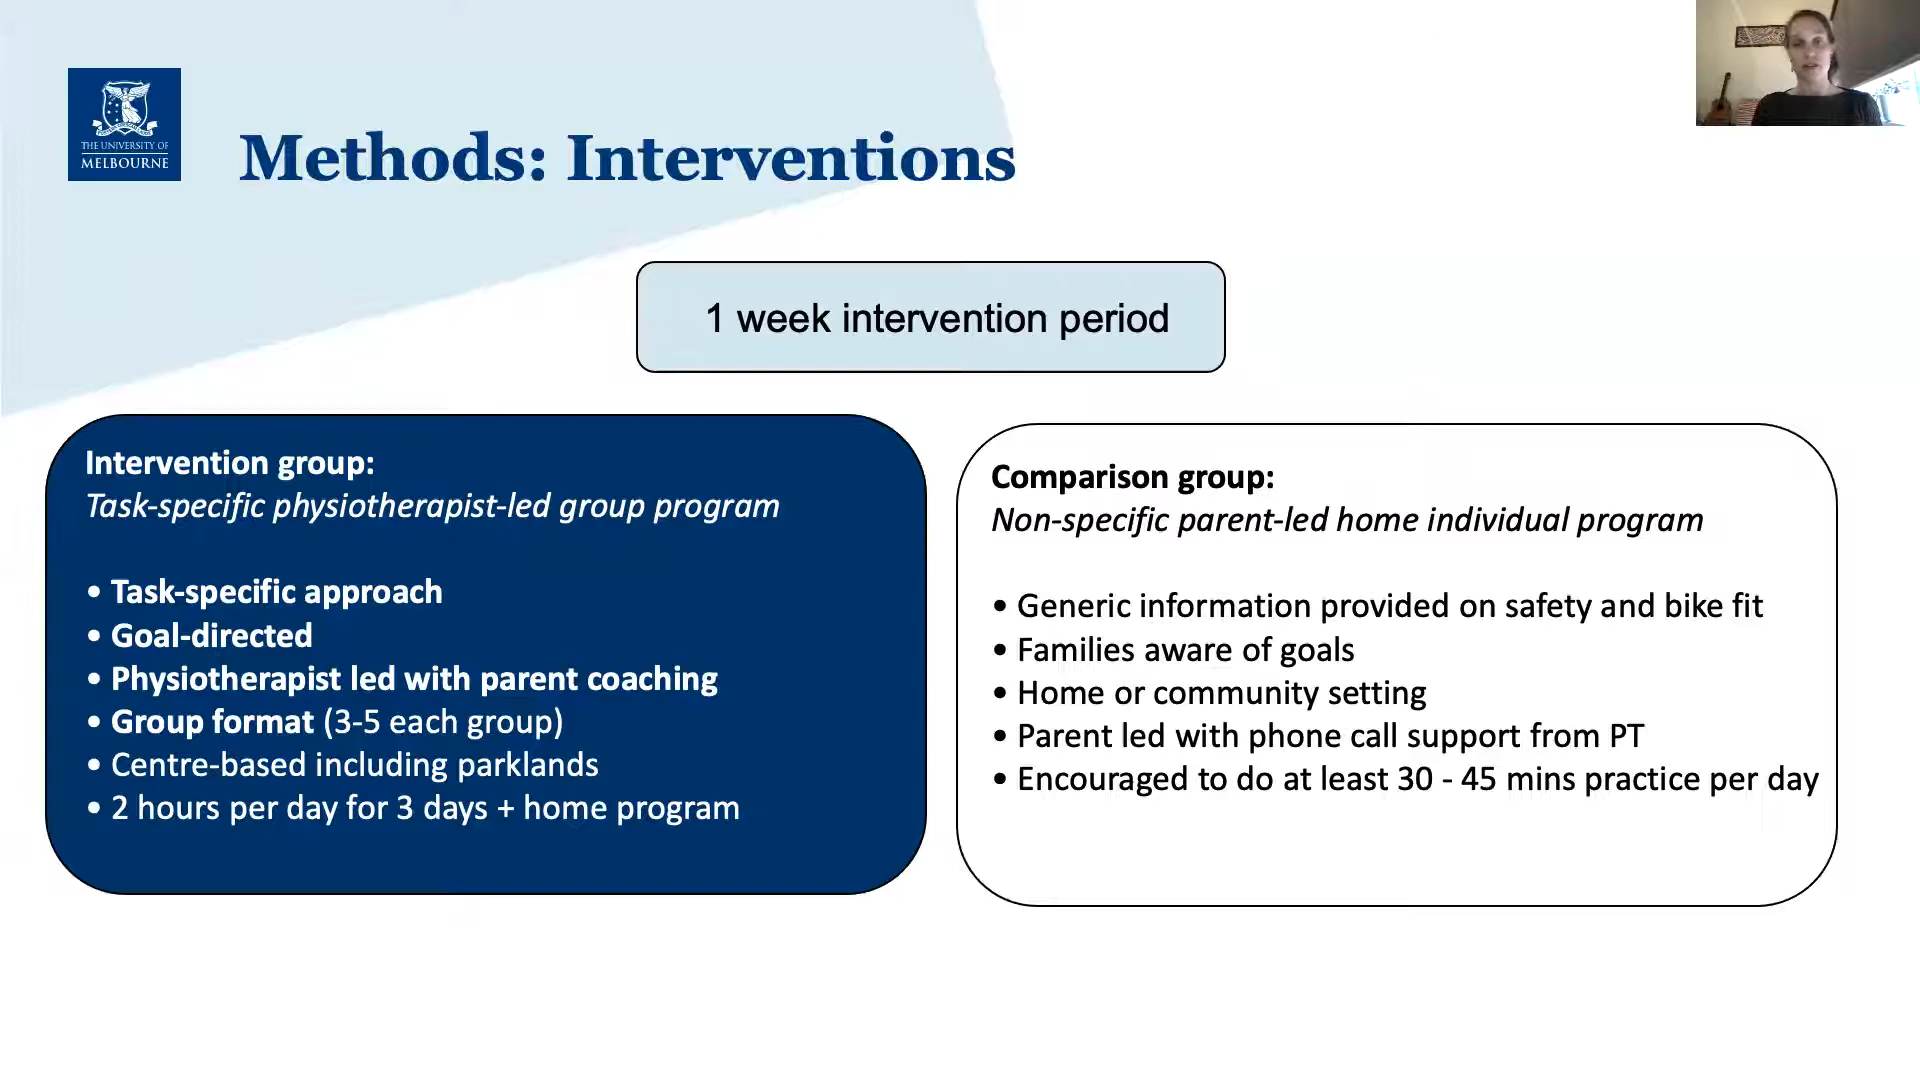 THE UNIVERSITY OF
MELBOURNE
Methods: Interventions
1 week intervention period
Intervention group:
Task-specific physiotherapist-led group program
• Task-specific approach
• Goal-directed
• Physiotherapist led with parent coaching
• Group format (3-5 each group)
• Centre-based including parklands
• 2 hours per day for 3 days + home program
Comparison group:
Non-specific parent-led home individual program
• Generic information provided on safety and bike fit
• Families aware of goals
• Home or community setting
• Parent led with phone call support from PT
• Encouraged to do at least 30 - 45 mins practice per day